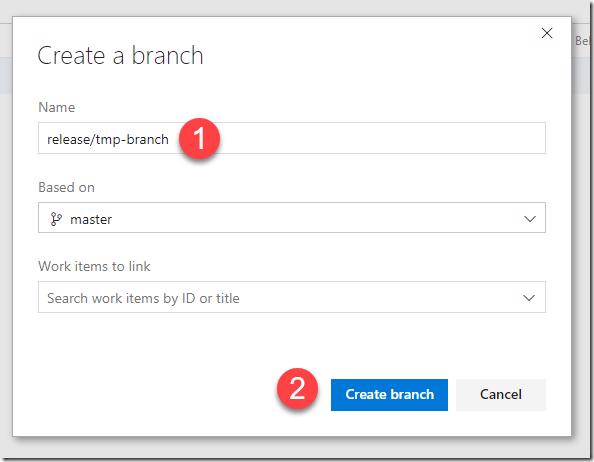 Create a branch
Bel
Name
release/tmp-branch 1
Based on
master
Work items to link
Search work items by ID or title
2 Create branch Cancel